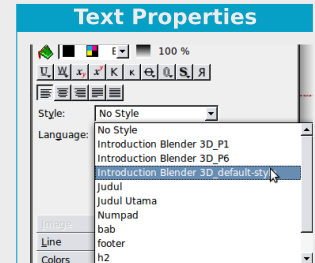 Text Properties
100 %
Style: No Style
Language:
No Style
Introduction Blender 3D_P1
Introduction Blender 3D_P6
Introduction Blender 3D_default-sty
Judul
Judul Utama
Numpad
bab
footer
h2
Image
Line
Colors